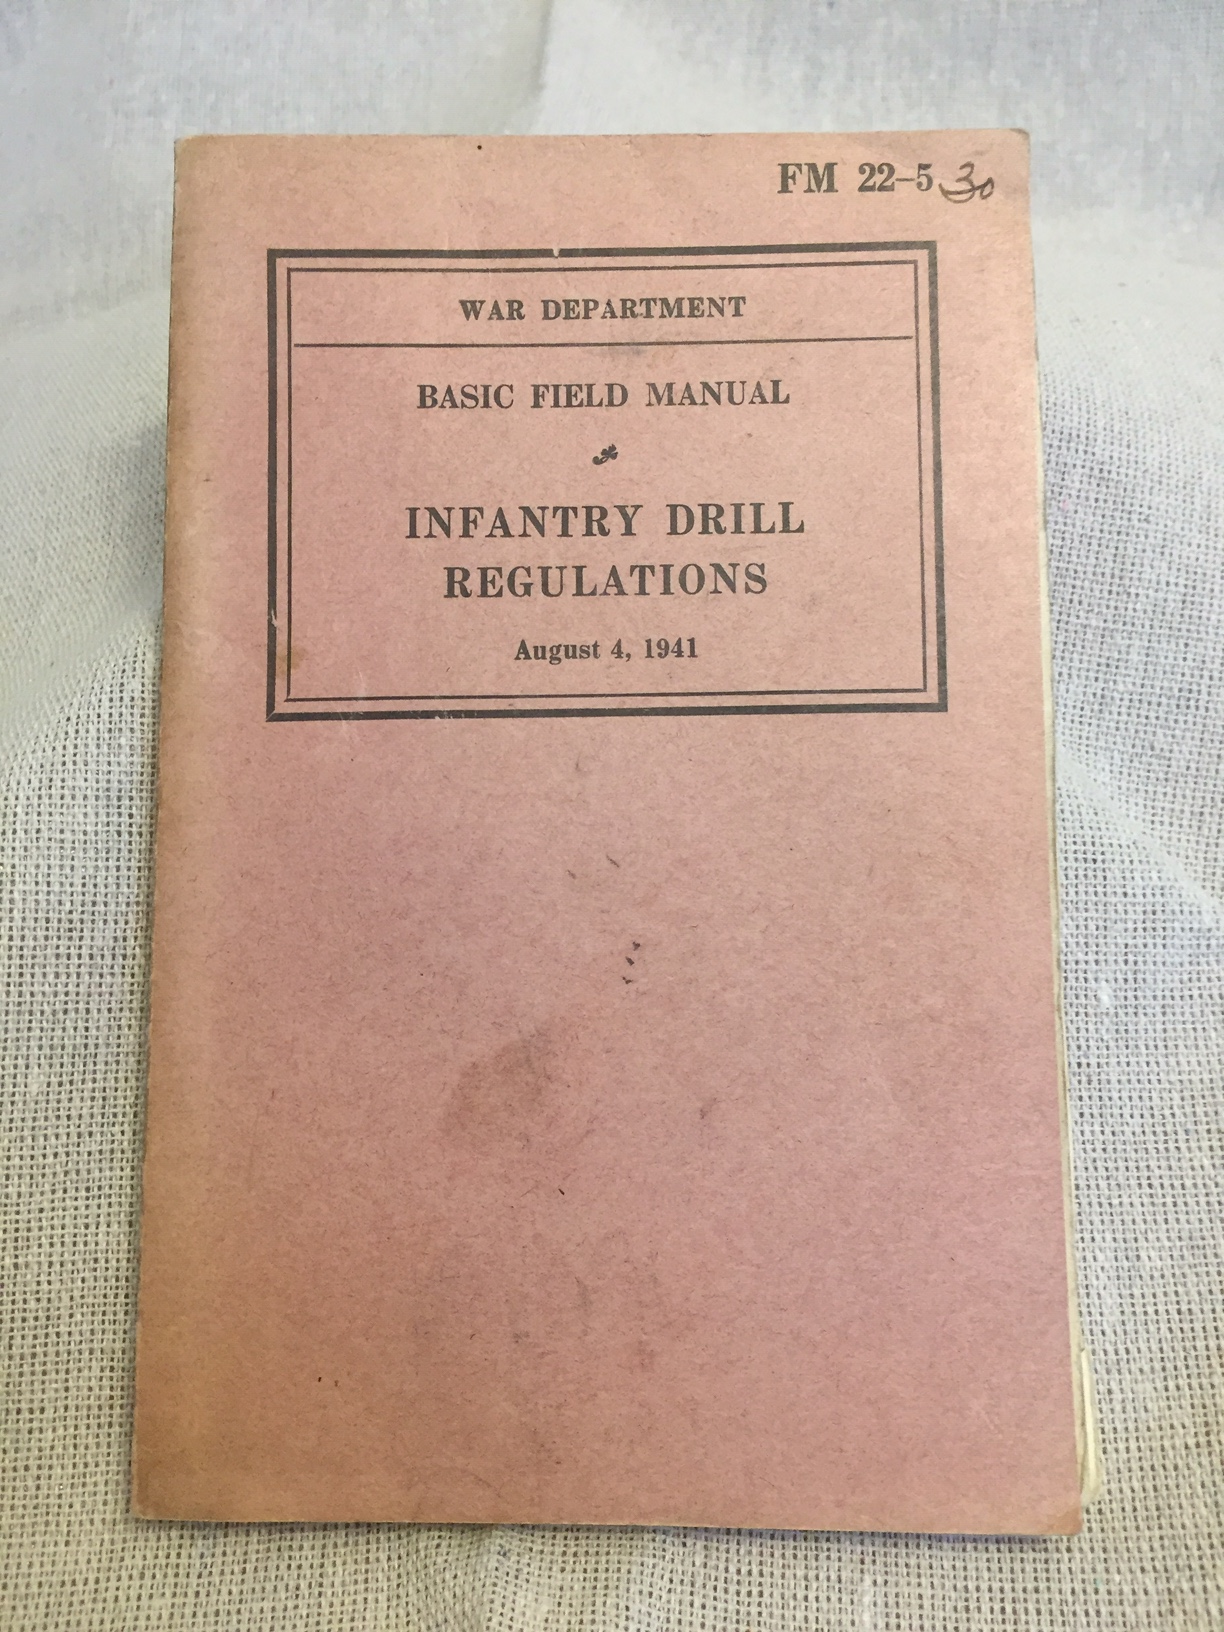 FM 22-5 30
WAR DEPARTMENT
BASIC FIELD MANUAL
INFANTRY DRILL
REGULATIONS
August 4, 1941